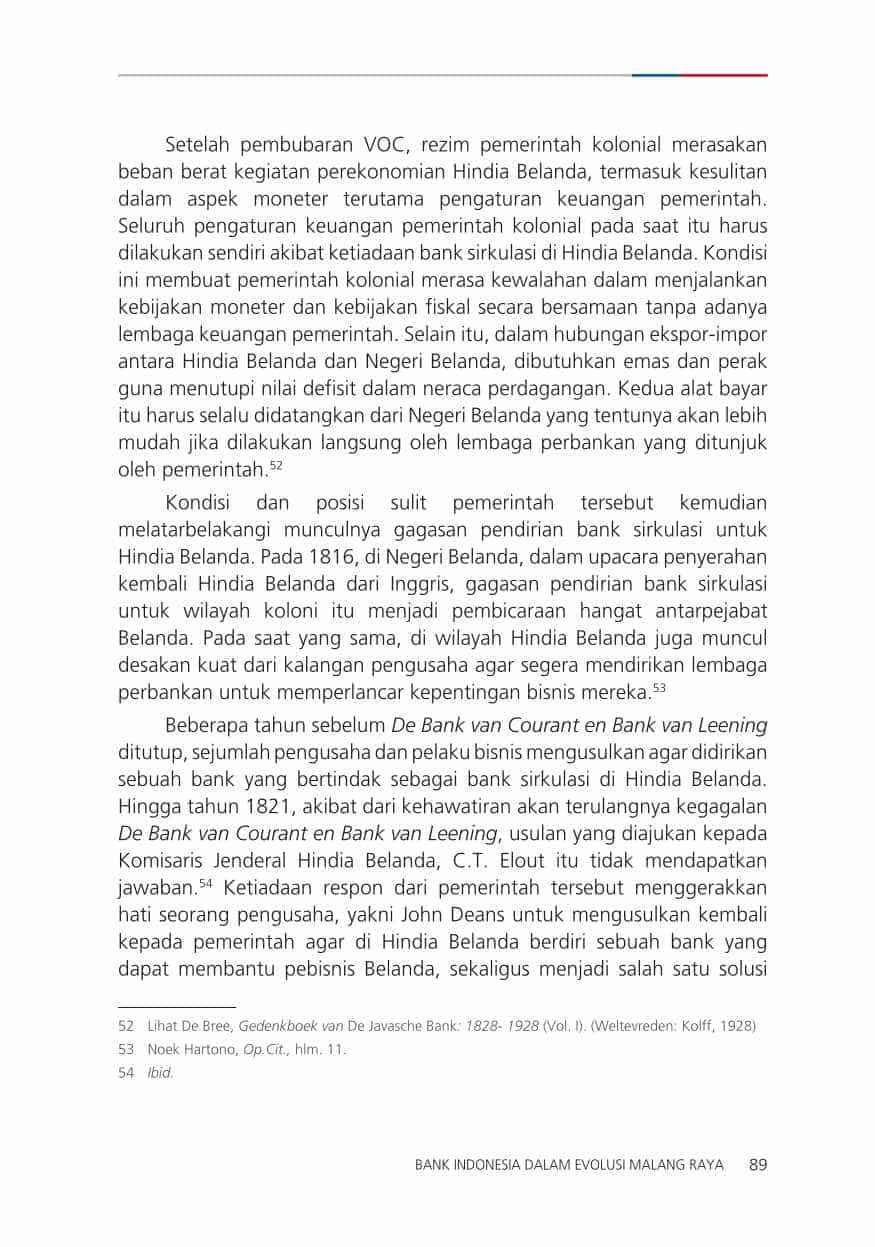 Setelah pembubaran VOC, rezim pemerintah kolonial merasakan
beban berat kegiatan perekonomian Hindia Belanda, termasuk kesulitan
dalam aspek moneter terutama pengaturan keuangan pemerintah.
Seluruh pengaturan keuangan pemerintah kolonial pada saat itu harus
dilakukan sendiri akibat ketiadaan bank sirkulasi di Hindia Belanda. Kondisi
ini membuat pemerintah kolonial merasa kewalahan dalam menjalankan
kebijakan moneter dan kebijakan fiskal secara bersamaan tanpa adanya
lembaga keuangan pemerintah. Selain itu, dalam hubungan ekspor-impor
antara Hindia Belanda dan Negeri Belanda, dibutuhkan emas dan perak
guna menutupi nilai defisit dalam neraca perdagangan. Kedua alat bayar
itu harus selalu didatangkan dari Negeri Belanda yang tentunya akan lebih
mudah jika dilakukan langsung oleh lembaga perbankan yang ditunjuk
oleh pemerintah.52
Kondisi dan posisi sulit pemerintah tersebut kemudian
melatarbelakangi munculnya gagasan pendirian bank sirkulasi untuk
Hindia Belanda. Pada 1816, di Negeri Belanda, dalam upacara penyerahan
kembali Hindia Belanda dari Inggris, gagasan pendirian bank sirkulasi
untuk wilayah koloni itu menjadi pembicaraan hangat antarpejabat
Belanda. Pada saat yang sama, di wilayah Hindia Belanda juga muncul
desakan kuat dari kalangan pengusaha agar segera mendirikan lembaga
perbankan untuk memperlancar kepentingan bisnis mereka.53
Beberapa tahun sebelum De Bank van Courant en Bank van Leening
ditutup, sejumlah pengusaha dan pelaku bisnis mengusulkan agar didirikan
sebuah bank yang bertindak sebagai bank sirkulasi di Hindia Belanda.
Hingga tahun 1821, akibat dari kehawatiran akan terulangnya kegagalan
De Bank van Courant en Bank van Leening, usulan yang diajukan kepada
Komisaris Jenderal Hindia Belanda, C.T. Elout itu tidak mendapatkan
jawaban.54 Ketiadaan respon dari pemerintah tersebut menggerakkan
hati seorang pengusaha, yakni John Deans untuk mengusulkan kembali
kepada pemerintah agar di Hindia Belanda berdiri sebuah bank yang
dapat membantu pebisnis Belanda, sekaligus menjadi salah satu solusi
52 Lihat De Bree, Gedenkboek van De Javasche Bank: 1828- 1928 (Vol. I). (Weltevreden: Kolff, 1928)
53 Noek Hartono, Op.Cit., hlm. 11.
54 Ibid.
BANK INDONESIA DALAM EVOLUSI MALANG RAYA 89